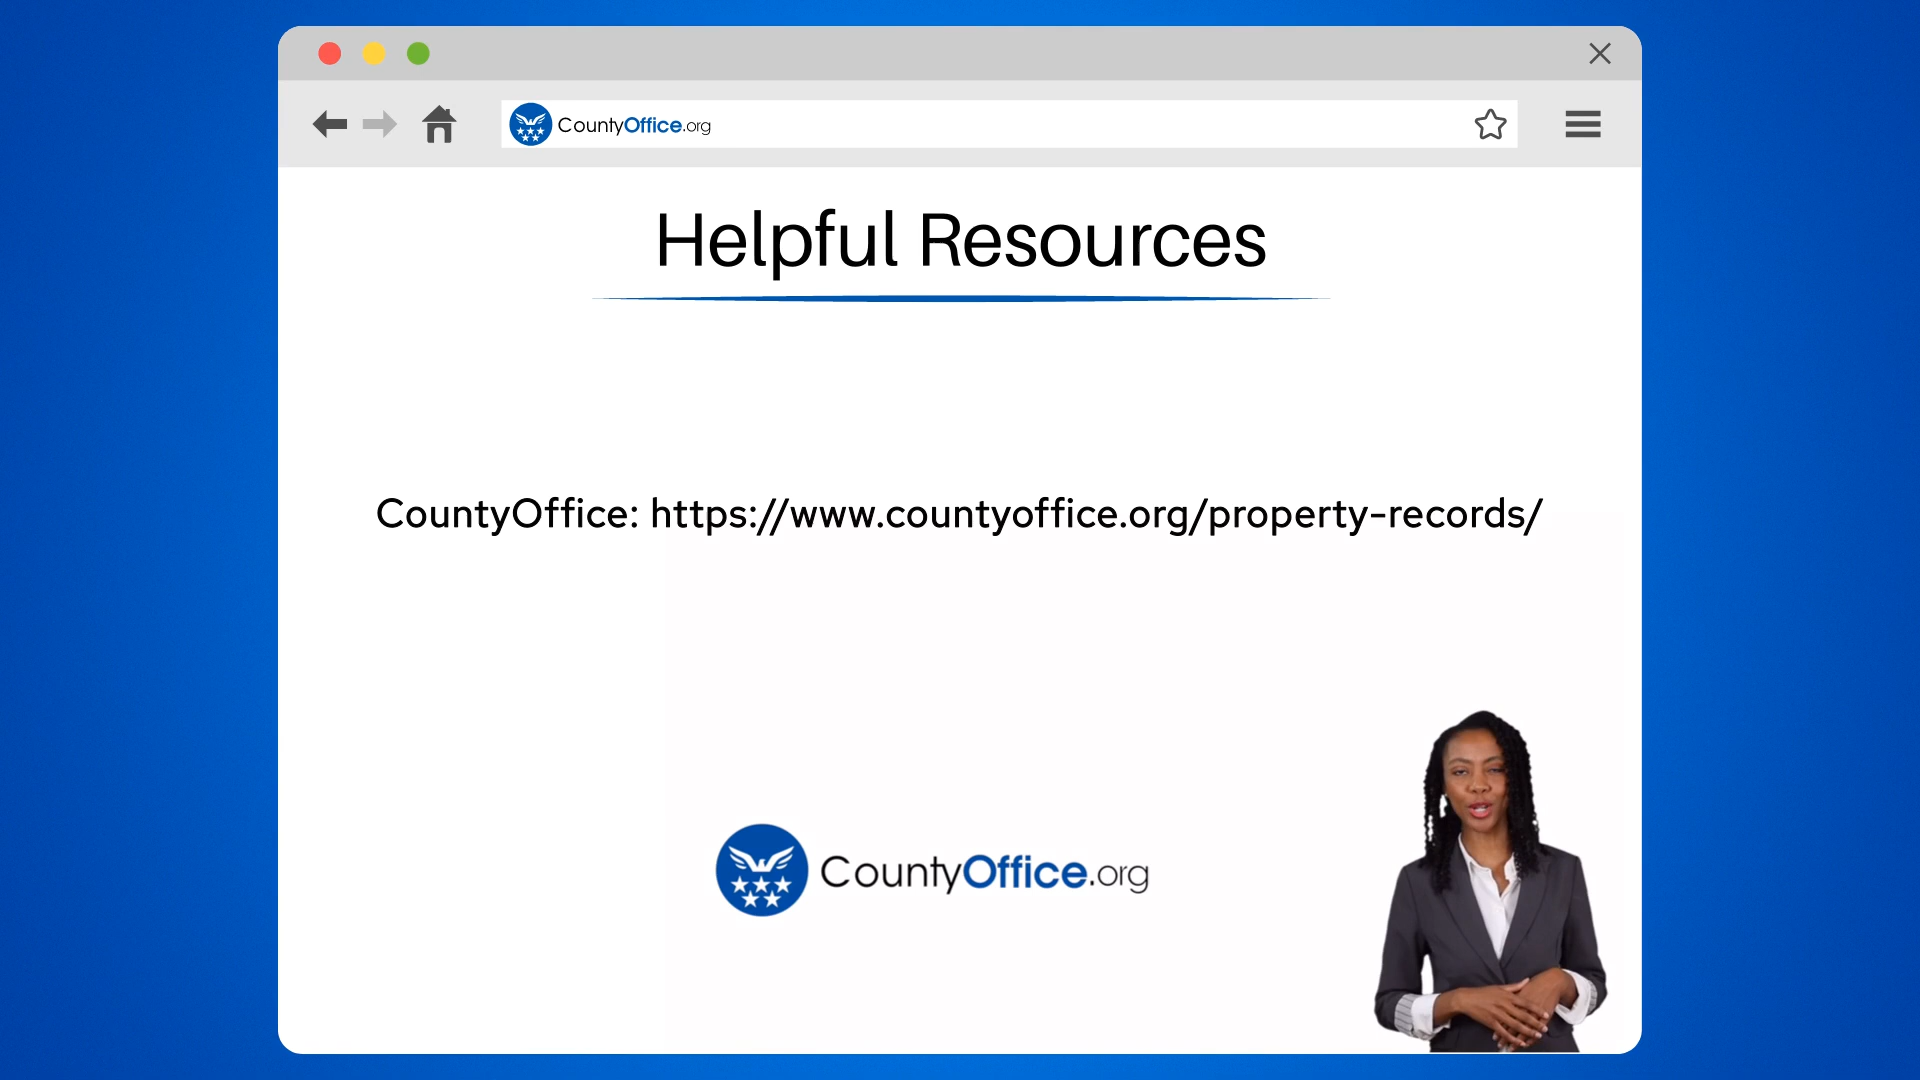 CountyOffice.org
Helpful Resources
CountyOffice: https://www.countyoffice.org/property-records/
CountyOffice.org